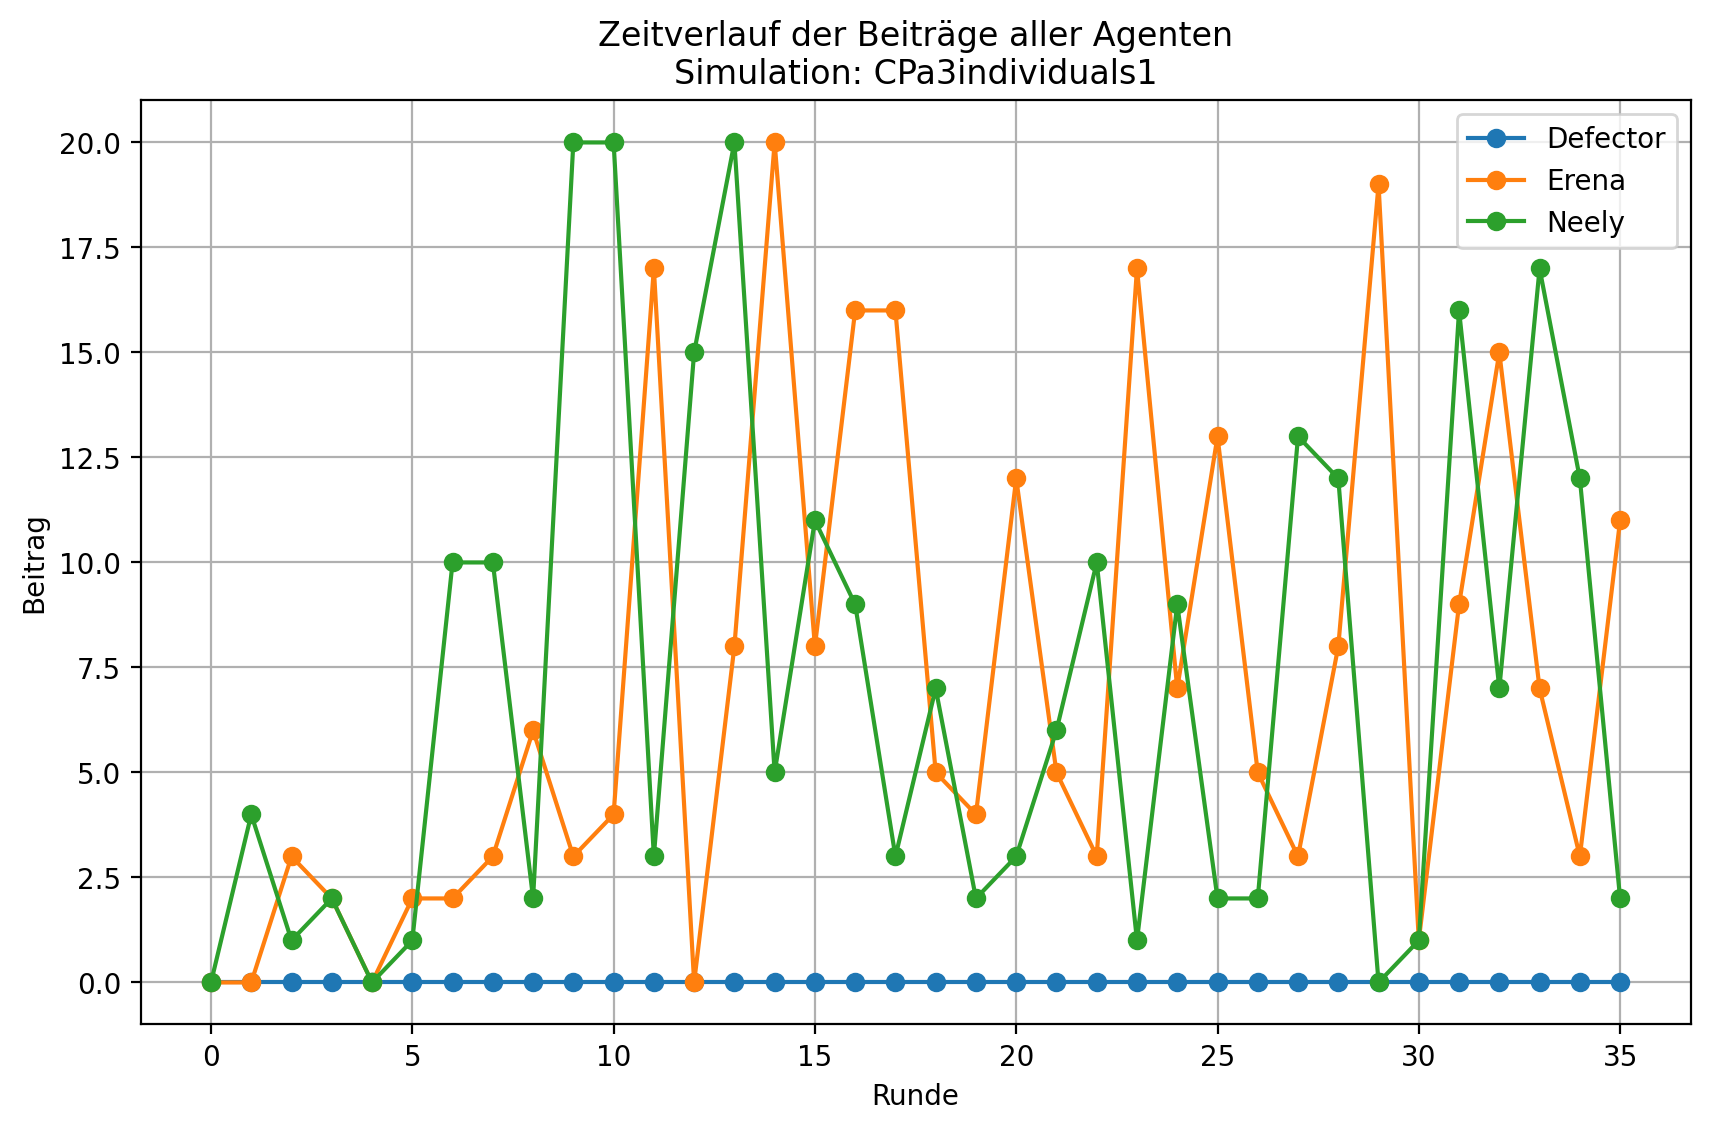 Zeitverlauf der Beiträge aller Agenten
Simulation: CPa3individuals1
Defector
Erena
Neely
Beitrag
20.0
17.5
15.0
12.5
10.0
7.5
5.0
2.5
0.0
0 5 10 15 20 25 30 35
Runde